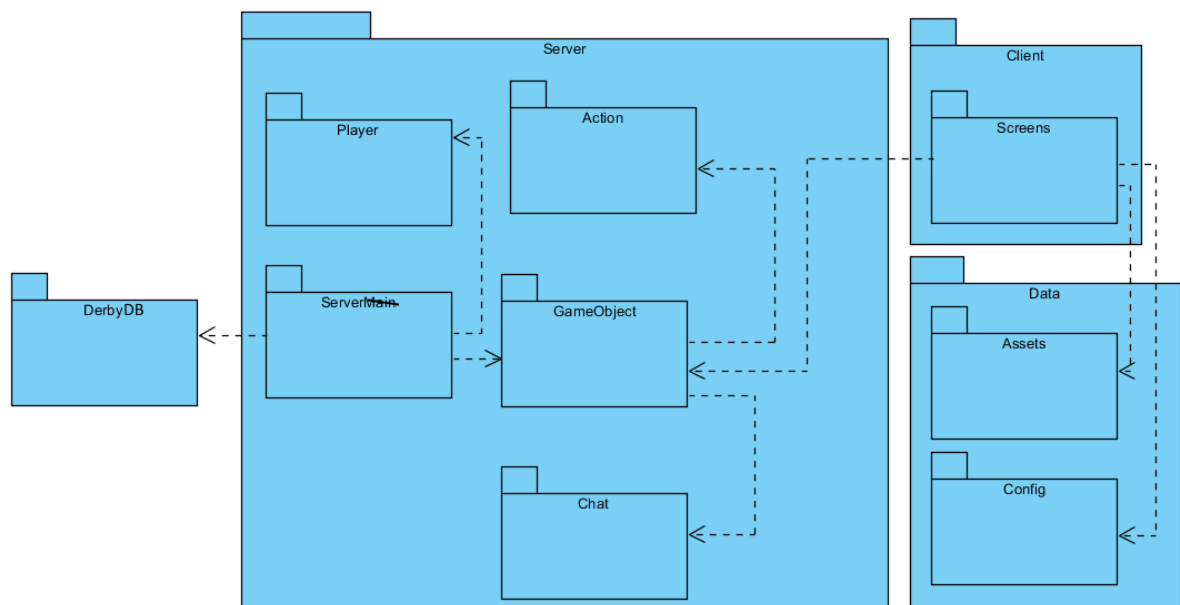 Server
Client
Player
Action
Screens
DerbyDB
ServerMain
GameObject
Data
Assets
Chat
Config